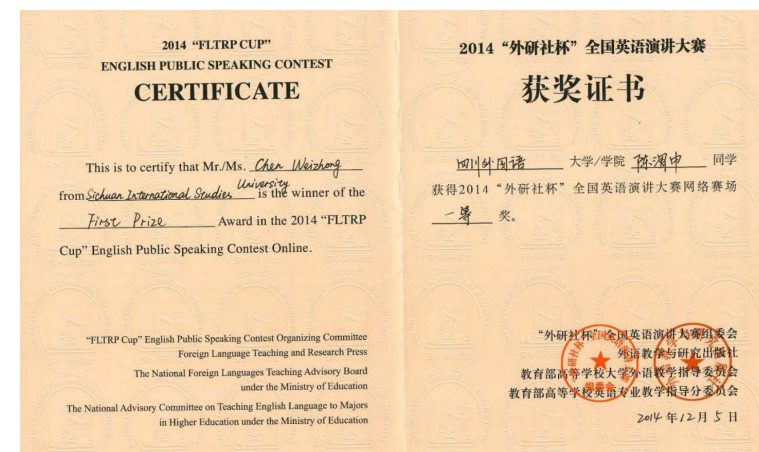 2014 “FLTRP CUP”
ENGLISH PUBLIC SPEAKING CONTEST
CERTIFICATE
This is to certify that Mr./Ms. Chen Weizhong
from Sichuan International Studies University is the winner of the
First Prize Award in the 2014 “FLTRP
Cup” English Public Speaking Contest Online.
“FLTRP Cup” English Public Speaking Contest Organizing Committee
Foreign Language Teaching and Research Press
The National Foreign Languages Teaching Advisory Board
under the Ministry of Education
The National Advisory Committee on Teaching English Language to Majors
in Higher Education under the Ministry of Education
2014 “外研社杯” 全国英语演讲大赛
获奖证书
四川外国语 大学/学院 陈渭中 同学
获得2014 “外研社杯” 全国英语演讲大赛网络赛场
一等 奖。
“外研社杯” 全国英语演讲大赛组委会
外语教学与研究出版社
教育部高等学校大学外语教学指导委员会
教育部高等学校英语专业教学指导分委员会
2014 年 12 月 5 日